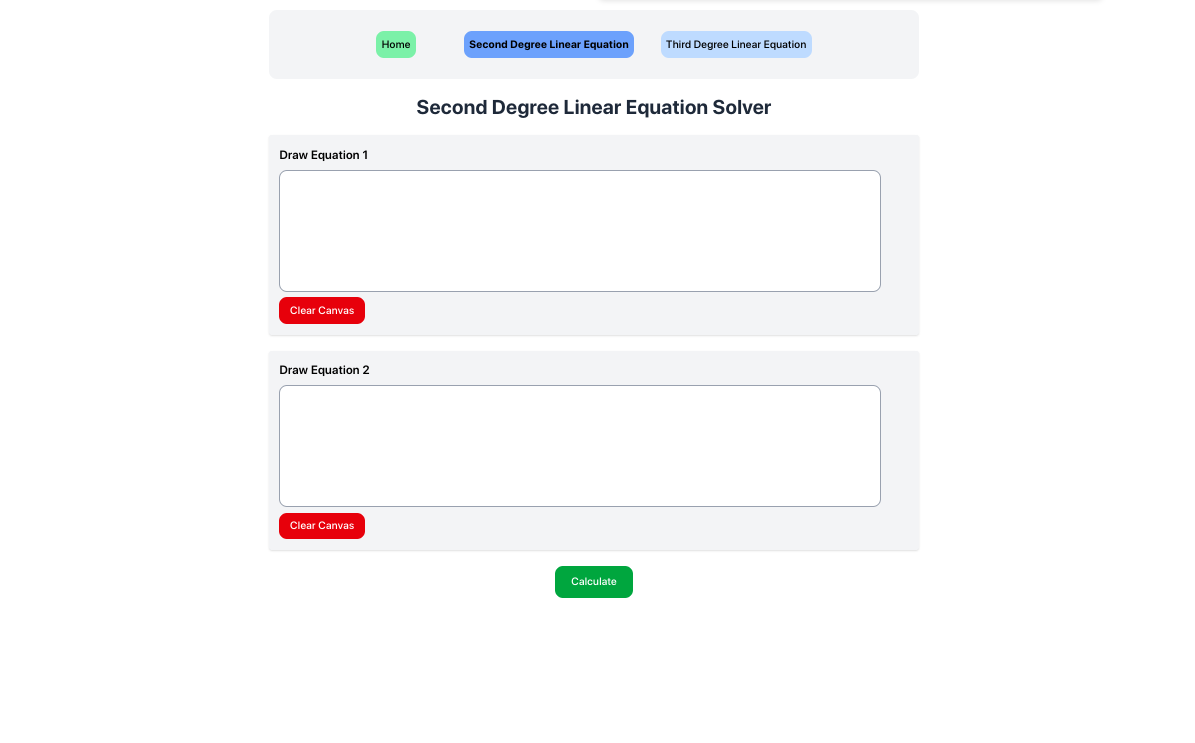 Home Second Degree Linear Equation Third Degree Linear Equation
Second Degree Linear Equation Solver
Draw Equation 1
Clear Canvas
Draw Equation 2
Clear Canvas
Calculate